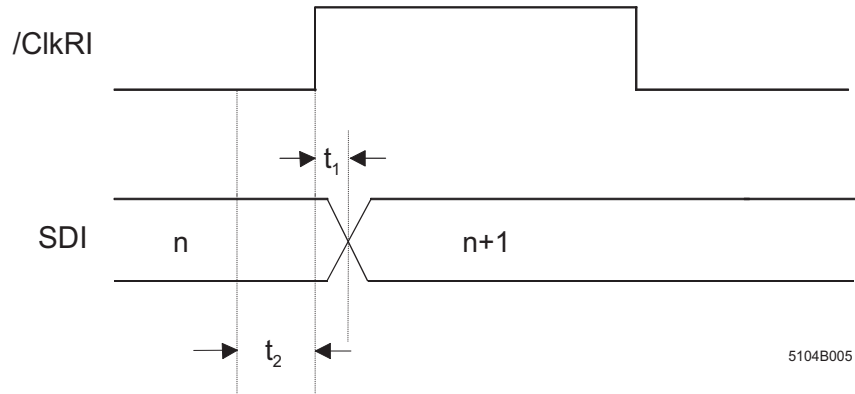 /ClkRI
t₁
SDI
n
n+1
t₂
5104B005